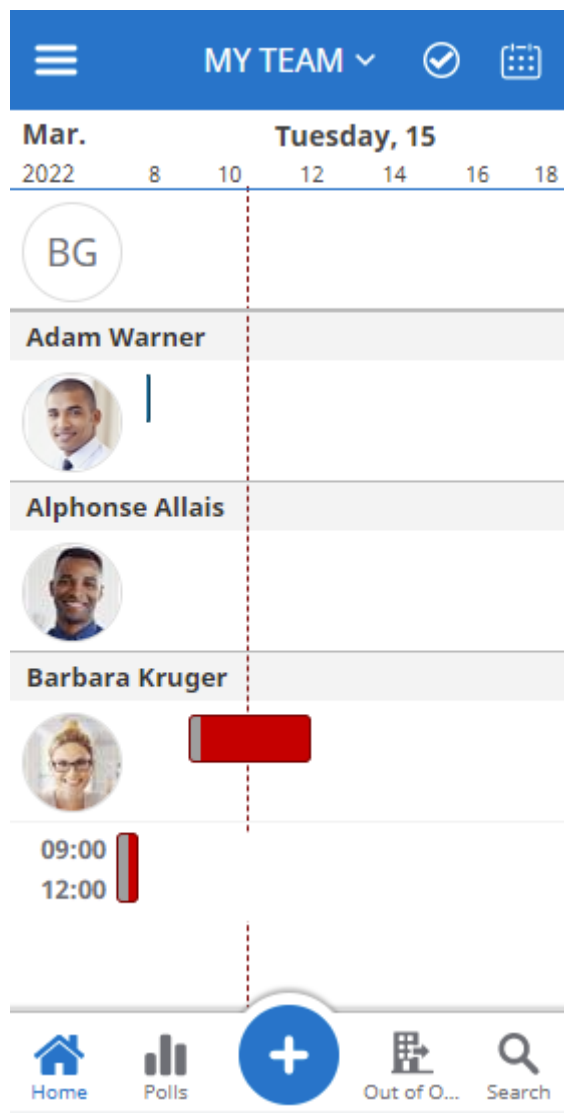 MY TEAM
Mar. Tuesday, 15
2022 8 10 12 14 16 18
BG
Adam Warner
Alphonse Allais
Barbara Kruger
09:00
12:00
Home Polls Out of O... Search